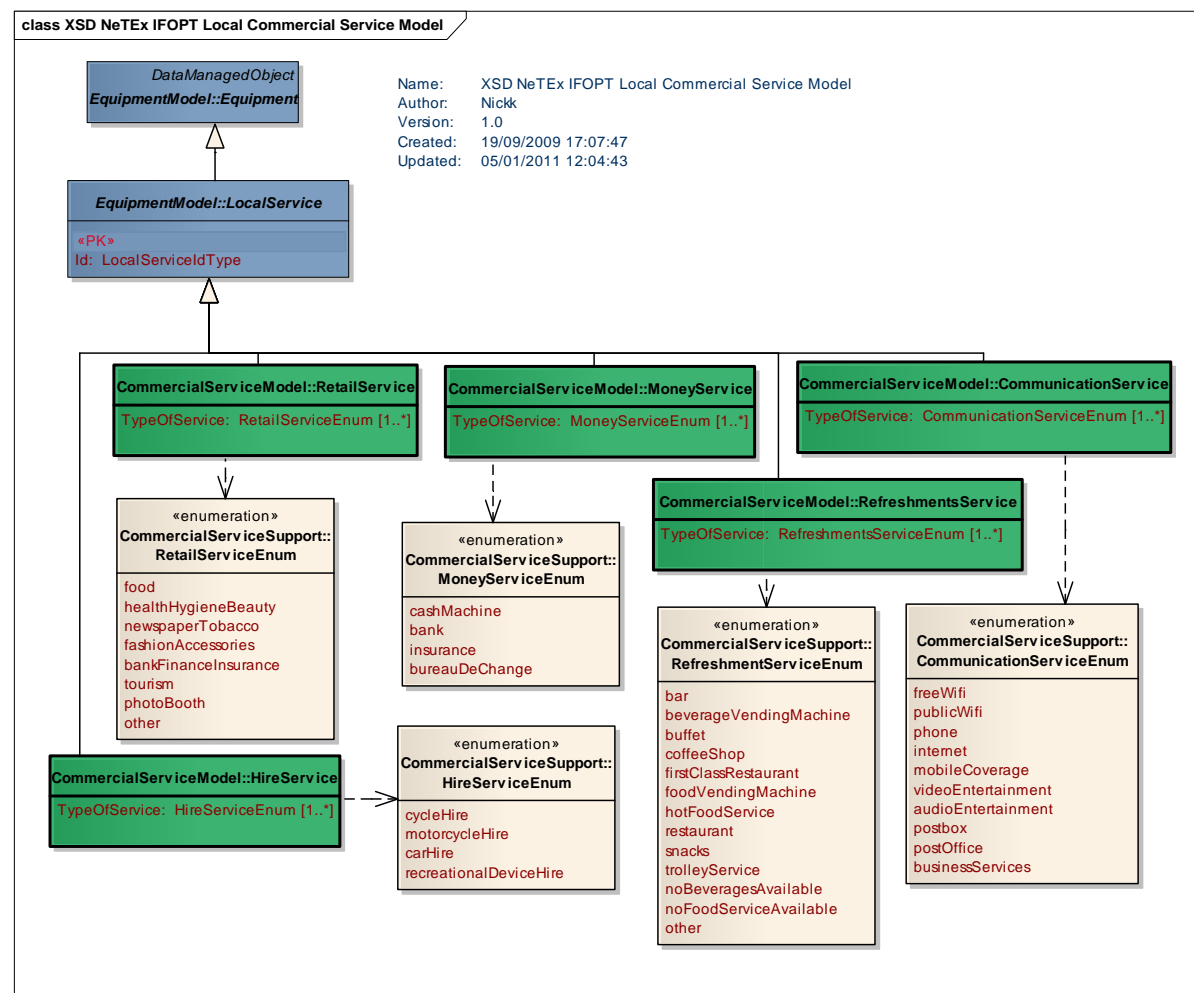 class XSD NeTEx IFOPT Local Commercial Service Model
DataManagedObject
EquipmentModel::Equipment
Name: XSD NeTEx IFOPT Local Commercial Service Model
Author: Nickk
Version: 1.0
Created: 19/09/2009 17:07:47
Updated: 05/01/2011 12:04:43
EquipmentModel::LocalService
«PK»
Id: LocalServiceIdType
CommercialServiceModel::RetailService
TypeOfService: RetailServiceEnum [1..*]
CommercialServiceModel::MoneyService
TypeOfService: MoneyServiceEnum [1..*]
CommercialServiceModel::CommunicationService
TypeOfService: CommunicationServiceEnum [1..*]
CommercialServiceModel::RefreshmentsService
TypeOfService: RefreshmentsServiceEnum [1..*]
«enumeration»
CommercialServiceSupport::
RetailServiceEnum
food
healthHygieneBeauty
newspaperTobacco
fashionAccessories
bankFinanceInsurance
tourism
photoBooth
other
«enumeration»
CommercialServiceSupport::
MoneyServiceEnum
cashMachine
bank
insurance
bureauDeChange
«enumeration»
CommercialServiceSupport::
RefreshmentServiceEnum
bar
beverageVendingMachine
buffet
coffeeShop
firstClassRestaurant
foodVendingMachine
hotFoodService
restaurant
snacks
trolleyService
noBeveragesAvailable
noFoodServiceAvailable
other
«enumeration»
CommercialServiceSupport::
CommunicationServiceEnum
freeWifi
publicWifi
phone
internet
mobileCoverage
videoEntertainment
audioEntertainment
postbox
postOffice
businessServices
CommercialServiceModel::HireService
TypeOfService: HireServiceEnum [1..*]
«enumeration»
CommercialServiceSupport::
HireServiceEnum
cycleHire
motorcycleHire
carHire
recreationalDeviceHire